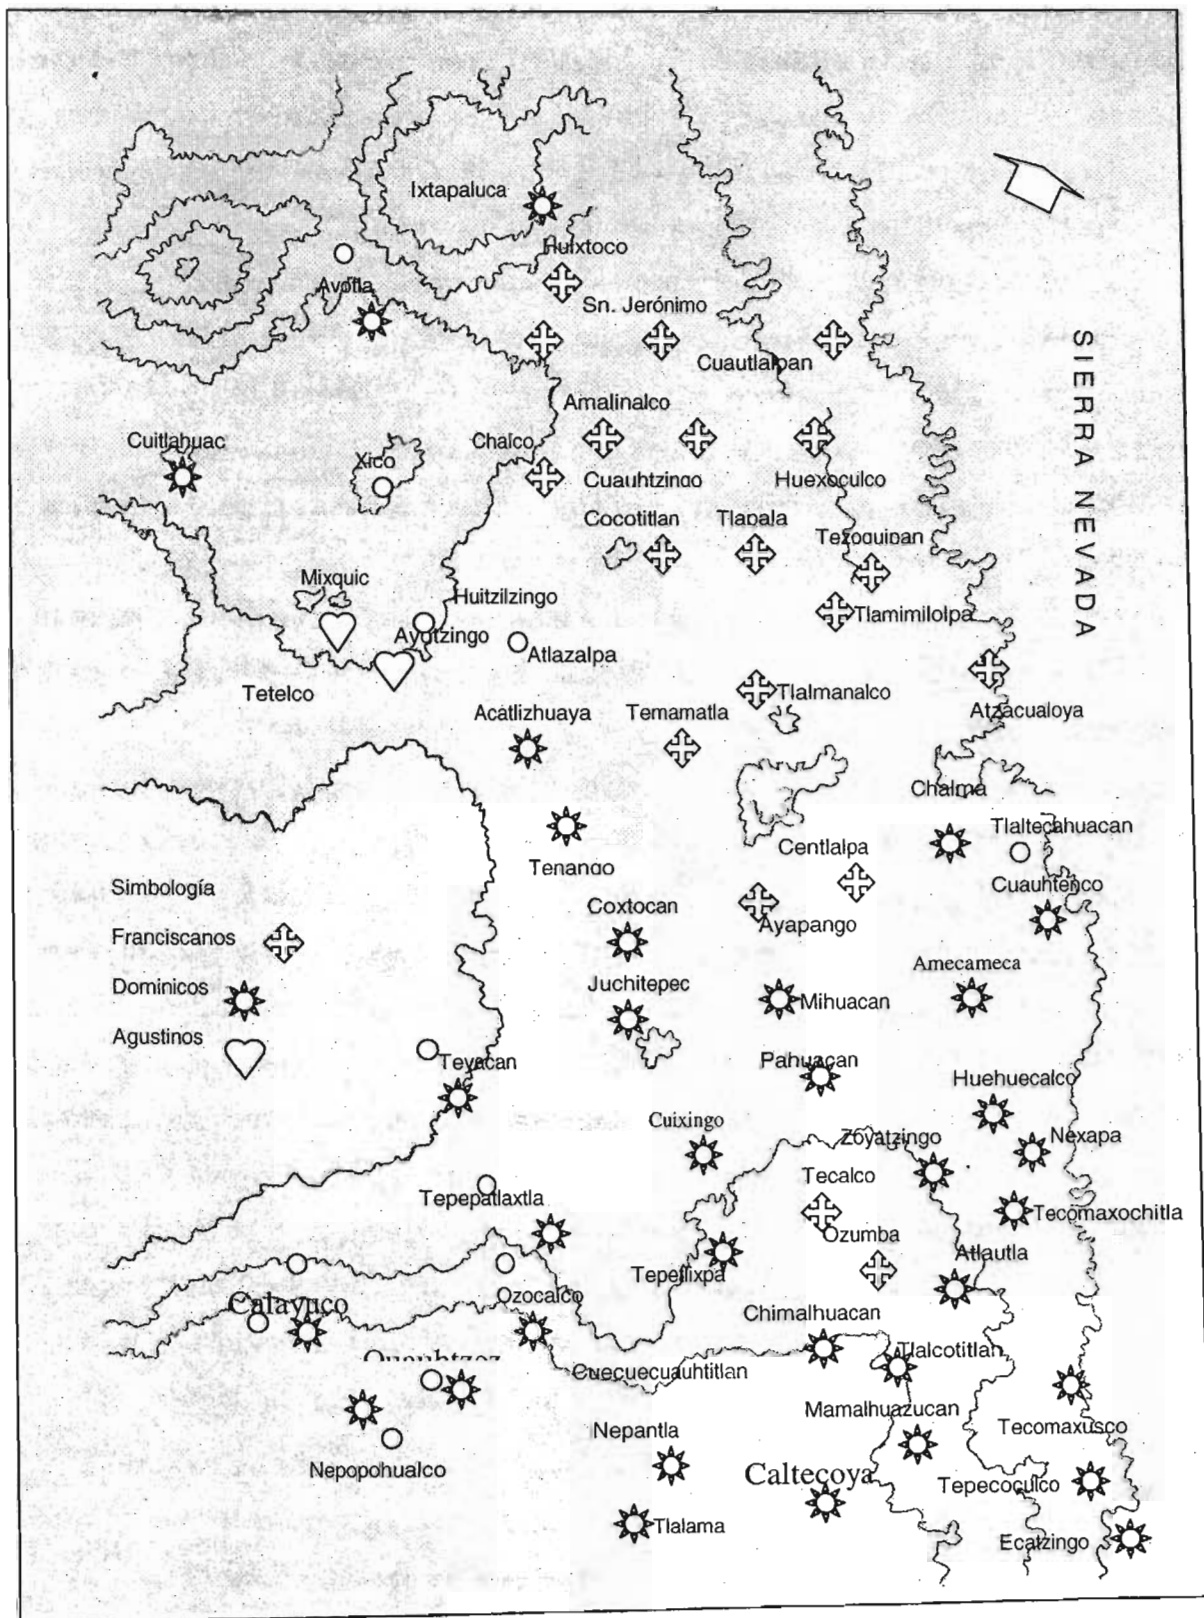 Ixtapaluca
Huixtoco
Avotla
Sn. Jerónimo
Cuautlalpan
Amalinalco
Cuitlahuac
Chalco
Xico
Cuauhtzingo
Huexoculco
Cocotitlan
Tlapala
Tezoquipan
Mixquic
Huitzilzingo
Tlamimilolpa
Ayotzingo
Atlazalpa
Tetelco
Tlalmanalco
Acatlizhuaya
Temamatla
Atzacualoya
SIERRA NEVADA
Chalma
Tlaltecahuacan
Centlalpa
Tenango
Cuauhtenco
Simbología
Coxtocan
Ayapango
Franciscanos
Amecameca
Dominicos
Juchitepec
Mihuacan
Agustinos
Tevacan
Pahuacan
Huehuecalco
Cuixingo
Zoyatzingo
Nexapa
Tecalco
Tepepatlaxtla
Tecomaxochitla
Ozumba
Atlautla
Tepetlixpa
Calayuco
Ozocalco
Chimalhuacan
Tlalcotitlan
Cuecuecuauhtitlan
Mamalhuazucan
Tecomaxusco
Nepantla
Nepopohualco
Caltecoya
Tepecoculco
Tlalama
Ecatzingo